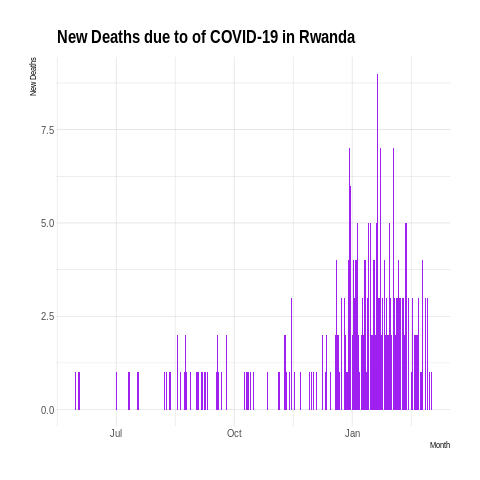 New Deaths due to of COVID-19 in Rwanda
New Deaths
7.5
5.0
2.5
0.0
Jul Oct Jan
Month